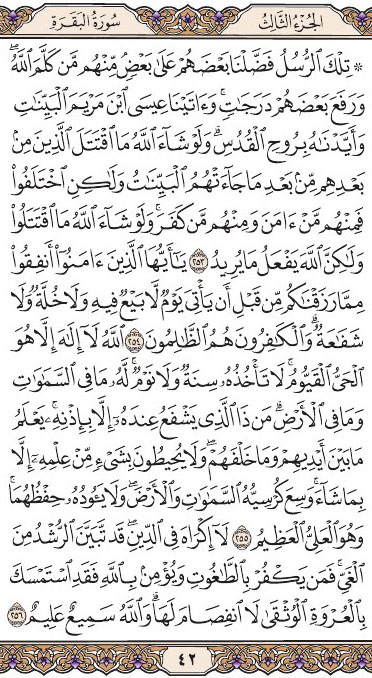 الجزء الثالث سورة البقرة
۞ تِلْكَ ٱلرُّسُلُ فَضَّلْنَا بَعْضَهُمْ عَلَىٰ بَعْضٍ مِّنْهُم مَّن كَلَّمَ ٱللَّهُ ۖ
وَرَفَعَ بَعْضَهُمْ دَرَجَٰتٍ ۚ وَءَاتَيْنَا عِيسَى ٱبْنَ مَرْيَمَ ٱلْبَيِّنَٰتِ
وَأَيَّدْنَٰهُ بِرُوحِ ٱلْقُدُسِ ۗ وَلَوْ شَآءَ ٱللَّهُ مَا ٱقْتَتَلَ ٱلَّذِينَ مِنۢ
بَعْدِهِم مِّنۢ بَعْدِ مَا جَآءَتْهُمُ ٱلْبَيِّنَٰتُ وَلَٰكِنِ ٱخْتَلَفُوا۟
فَمِنْهُم مَّنْ ءَامَنَ وَمِنْهُم مَّن كَفَرَ ۚ وَلَوْ شَآءَ ٱللَّهُ مَا ٱقْتَتَلُوا۟
وَلَٰكِنَّ ٱللَّهَ يَفْعَلُ مَا يُرِيدُ ٢٥٣ يَٰٓأَيُّهَا ٱلَّذِينَ ءَامَنُوٓا۟ أَنفِقُوا۟
مِمَّا رَزَقْنَٰكُم مِّن قَبْلِ أَن يَأْتِىَ يَوْمٌ لَّا بَيْعٌ فِيهِ وَلَا خُلَّةٌ وَلَا
شَفَٰعَةٌ ۗ وَٱلْكَٰفِرُونَ هُمُ ٱلظَّٰلِمُونَ ٢٥٤ ٱللَّهُ لَآ إِلَٰهَ إِلَّا هُوَ
ٱلْحَىُّ ٱلْقَيُّومُ ۚ لَا تَأْخُذُهُۥ سِنَةٌ وَلَا نَوْمٌ ۚ لَّهُۥ مَا فِى ٱلسَّمَٰوَٰتِ
وَمَا فِى ٱلْأَرْضِ ۗ مَن ذَا ٱلَّذِى يَشْفَعُ عِندَهُۥٓ إِلَّا بِإِذْنِهِۦ ۚ يَعْلَمُ
مَا بَيْنَ أَيْدِيهِمْ وَمَا خَلْفَهُمْ ۖ وَلَا يُحِيطُونَ بِشَىْءٍ مِّنْ عِلْمِهِۦٓ إِلَّا
بِمَا شَآءَ ۚ وَسِعَ كُرْسِيُّهُ ٱلسَّمَٰوَٰتِ وَٱلْأَرْضَ ۖ وَلَا يَـُٔودُهُۥ حِفْظُهُمَا ۚ
وَهُوَ ٱلْعَلِىُّ ٱلْعَظِيمُ ٢٥٥ لَآ إِكْرَاهَ فِى ٱلدِّينِ ۖ قَد تَّبَيَّنَ ٱلرُّشْدُ مِنَ
ٱلْغَىِّ ۚ فَمَن يَكْفُرْ بِٱلطَّٰغُوتِ وَيُؤْمِنۢ بِٱللَّهِ فَقَدِ ٱسْتَمْسَكَ
بِٱلْعُرْوَةِ ٱلْوُثْقَىٰ لَا ٱنفِصَامَ لَهَا ۗ وَٱللَّهُ سَمِيعٌ عَلِيمٌ ٢٥٦
٤٢